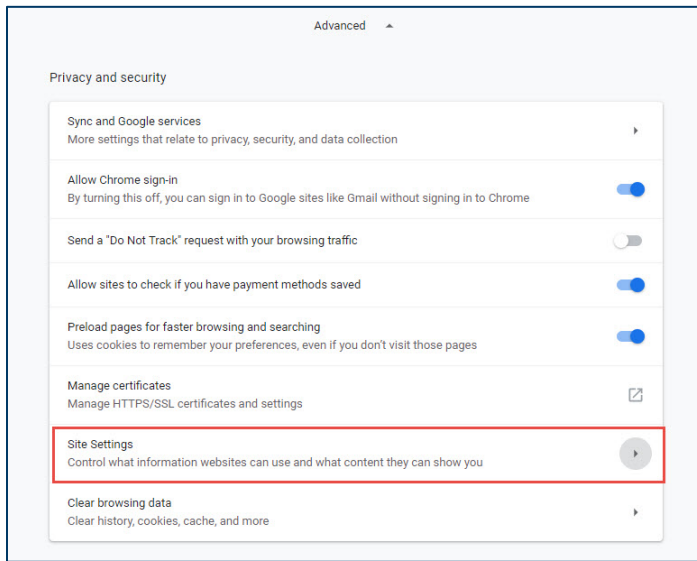 Advanced
Privacy and security
Sync and Google services
More settings that relate to privacy, security, and data collection
Allow Chrome sign-in
By turning this off, you can sign in to Google sites like Gmail without signing in to Chrome
Send a "Do Not Track" request with your browsing traffic
Allow sites to check if you have payment methods saved
Preload pages for faster browsing and searching
Uses cookies to remember your preferences, even if you don't visit those pages
Manage certificates
Manage HTTPS/SSL certificates and settings
Site Settings
Control what information websites can use and what content they can show you
Clear browsing data
Clear history, cookies, cache, and more